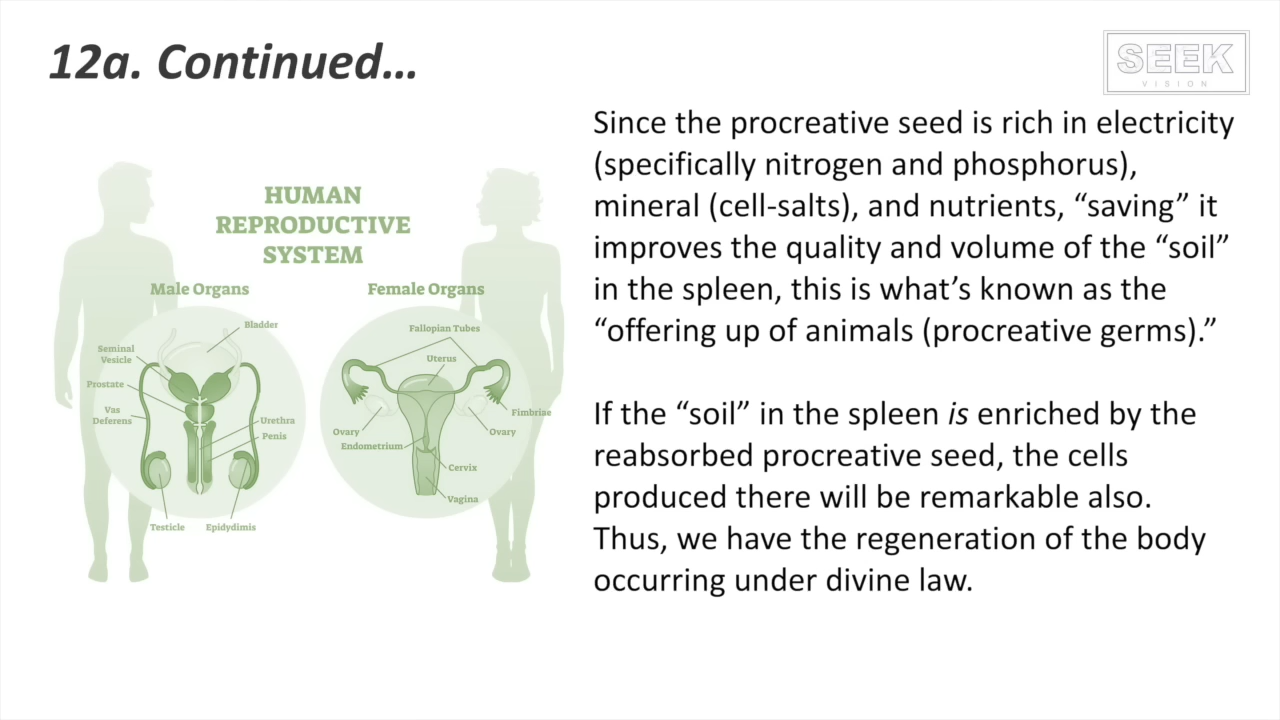 12a. Continued...
SEEK
VISION
Since the procreative seed is rich in electricity
(specifically nitrogen and phosphorus),
mineral (cell-salts), and nutrients, “saving” it
improves the quality and volume of the “soil”
in the spleen, this is what’s known as the
“offering up of animals (procreative germs).”
If the “soil” in the spleen is enriched by the
reabsorbed procreative seed, the cells
produced there will be remarkable also.
Thus, we have the regeneration of the body
occurring under divine law.
HUMAN
REPRODUCTIVE
SYSTEM
Male Organs
Bladder
Seminal
Vesicle
Prostate
Vas
Deferens
Urethra
Penis
Testicle
Epidydimis
Female Organs
Fallopian Tubes
Uterus
Fimbriae
Ovary
Ovary
Endometrium
Cervix
Vagina